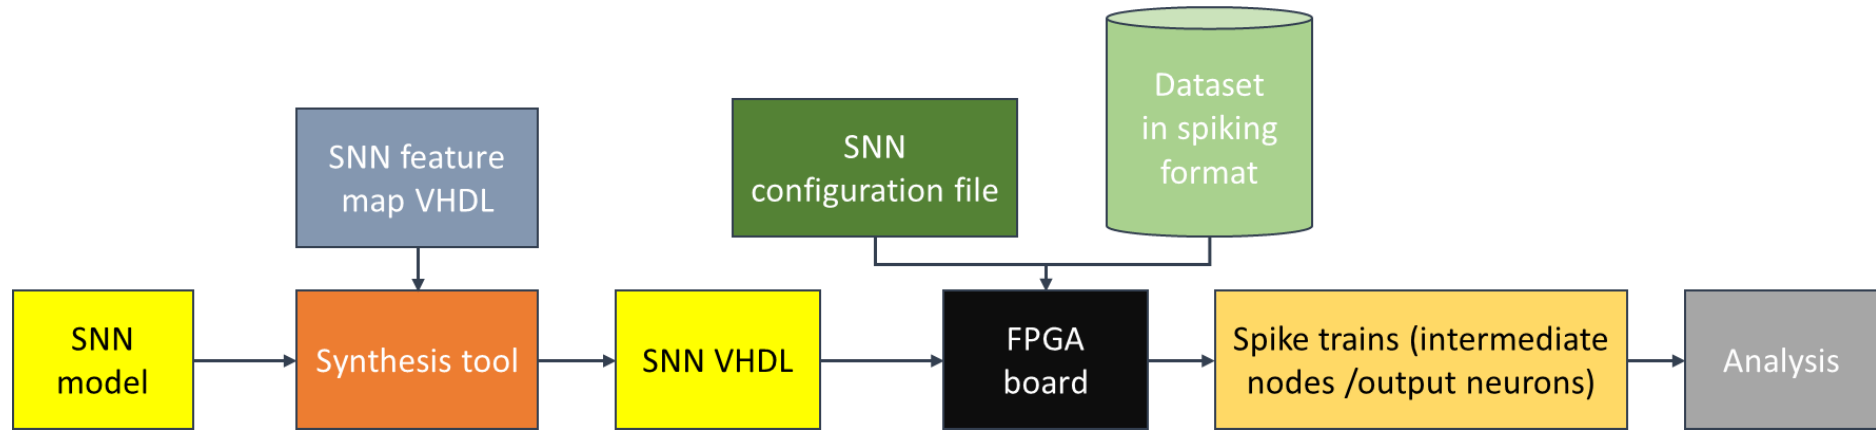 SNN feature
map VHDL
SNN
configuration file
Dataset
in spiking
format
SNN
model
Synthesis tool
SNN VHDL
FPGA
board
Spike trains (intermediate
nodes /output neurons)
Analysis